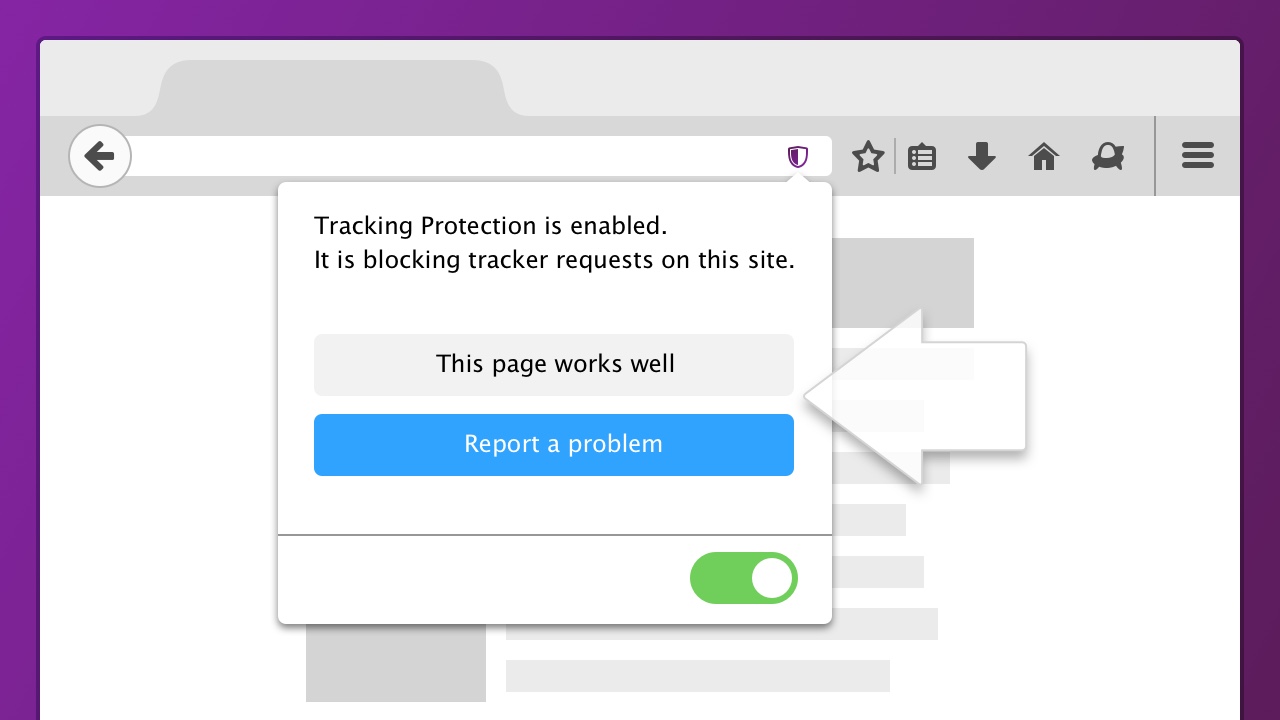 Tracking Protection is enabled.
It is blocking tracker requests on this site.
This page works well
Report a problem